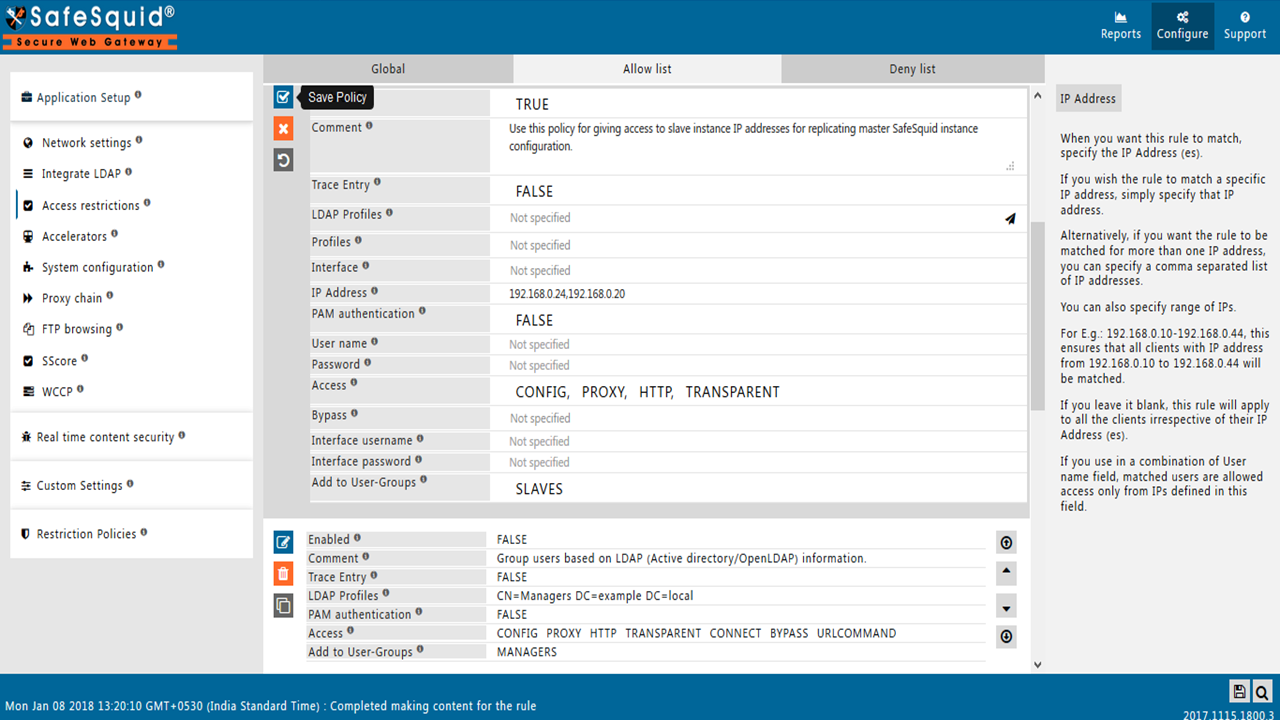 SafeSquid®
Secure Web Gateway
Reports
Configure
Support
Application Setup
Network settings
Integrate LDAP
Access restrictions
Accelerators
System configuration
Proxy chain
FTP browsing
SScore
WCCP
Real time content security
Custom Settings
Restriction Policies
Global
Allow list
Deny list
Save Policy
TRUE
Comment
Use this policy for giving access to slave instance IP addresses for replicating master SafeSquid instance
configuration.
Trace Entry
FALSE
LDAP Profiles
Not specified
Profiles
Not specified
Interface
Not specified
IP Address
192.168.0.24,192.168.0.20
PAM authentication
FALSE
User name
Not specified
Password
Not specified
Access
CONFIG, PROXY, HTTP, TRANSPARENT
Bypass
Not specified
Interface username
Not specified
Interface password
Not specified
Add to User-Groups
SLAVES
Enabled
FALSE
Comment
Group users based on LDAP (Active directory/OpenLDAP) information.
Trace Entry
FALSE
LDAP Profiles
CN=Managers DC=example DC=local
PAM authentication
FALSE
Access
CONFIG PROXY HTTP TRANSPARENT CONNECT BYPASS URLCOMMAND
Add to User-Groups
MANAGERS
IP Address
When you want this rule to match,
specify the IP Address (es).
If you wish the rule to match a specific
IP address, simply specify that IP
address.
Alternatively, if you want the rule to be
matched for more than one IP address,
you can specify a comma separated list
of IP addresses.
You can also specify range of IPs.
For E.g.: 192.168.0.10-192.168.0.44, this
ensures that all clients with IP address
from 192.168.0.10 to 192.168.0.44 will
be matched.
If you leave it blank, this rule will apply
to all the clients irrespective of their IP
Address (es).
If you use in a combination of User
name field, matched users are allowed
access only from IPs defined in this
field.
Mon Jan 08 2018 13:20:10 GMT+0530 (India Standard Time) : Completed making content for the rule
2017.1115.1800.3